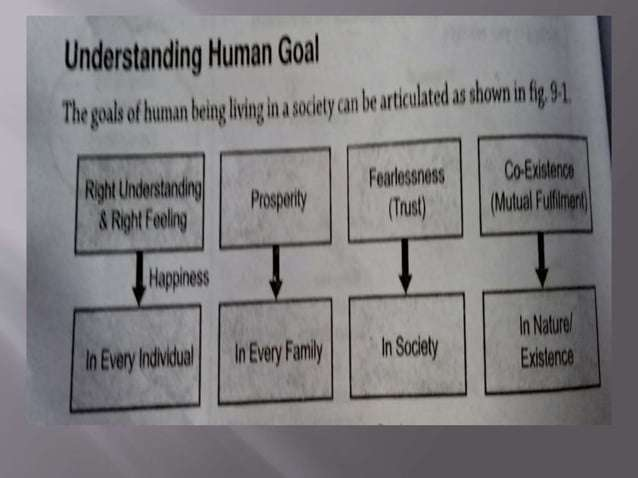 Understanding Human Goal
The goals of human being living in a society can be articulated as shown in fig. 9-1.
Right Understanding
& Right Feeling
Prosperity
Fearlessness
(Trust)
Co-Existence
(Mutual Fulfilment)
Happiness
In Every Individual
In Every Family
In Society
In Nature/
Existence